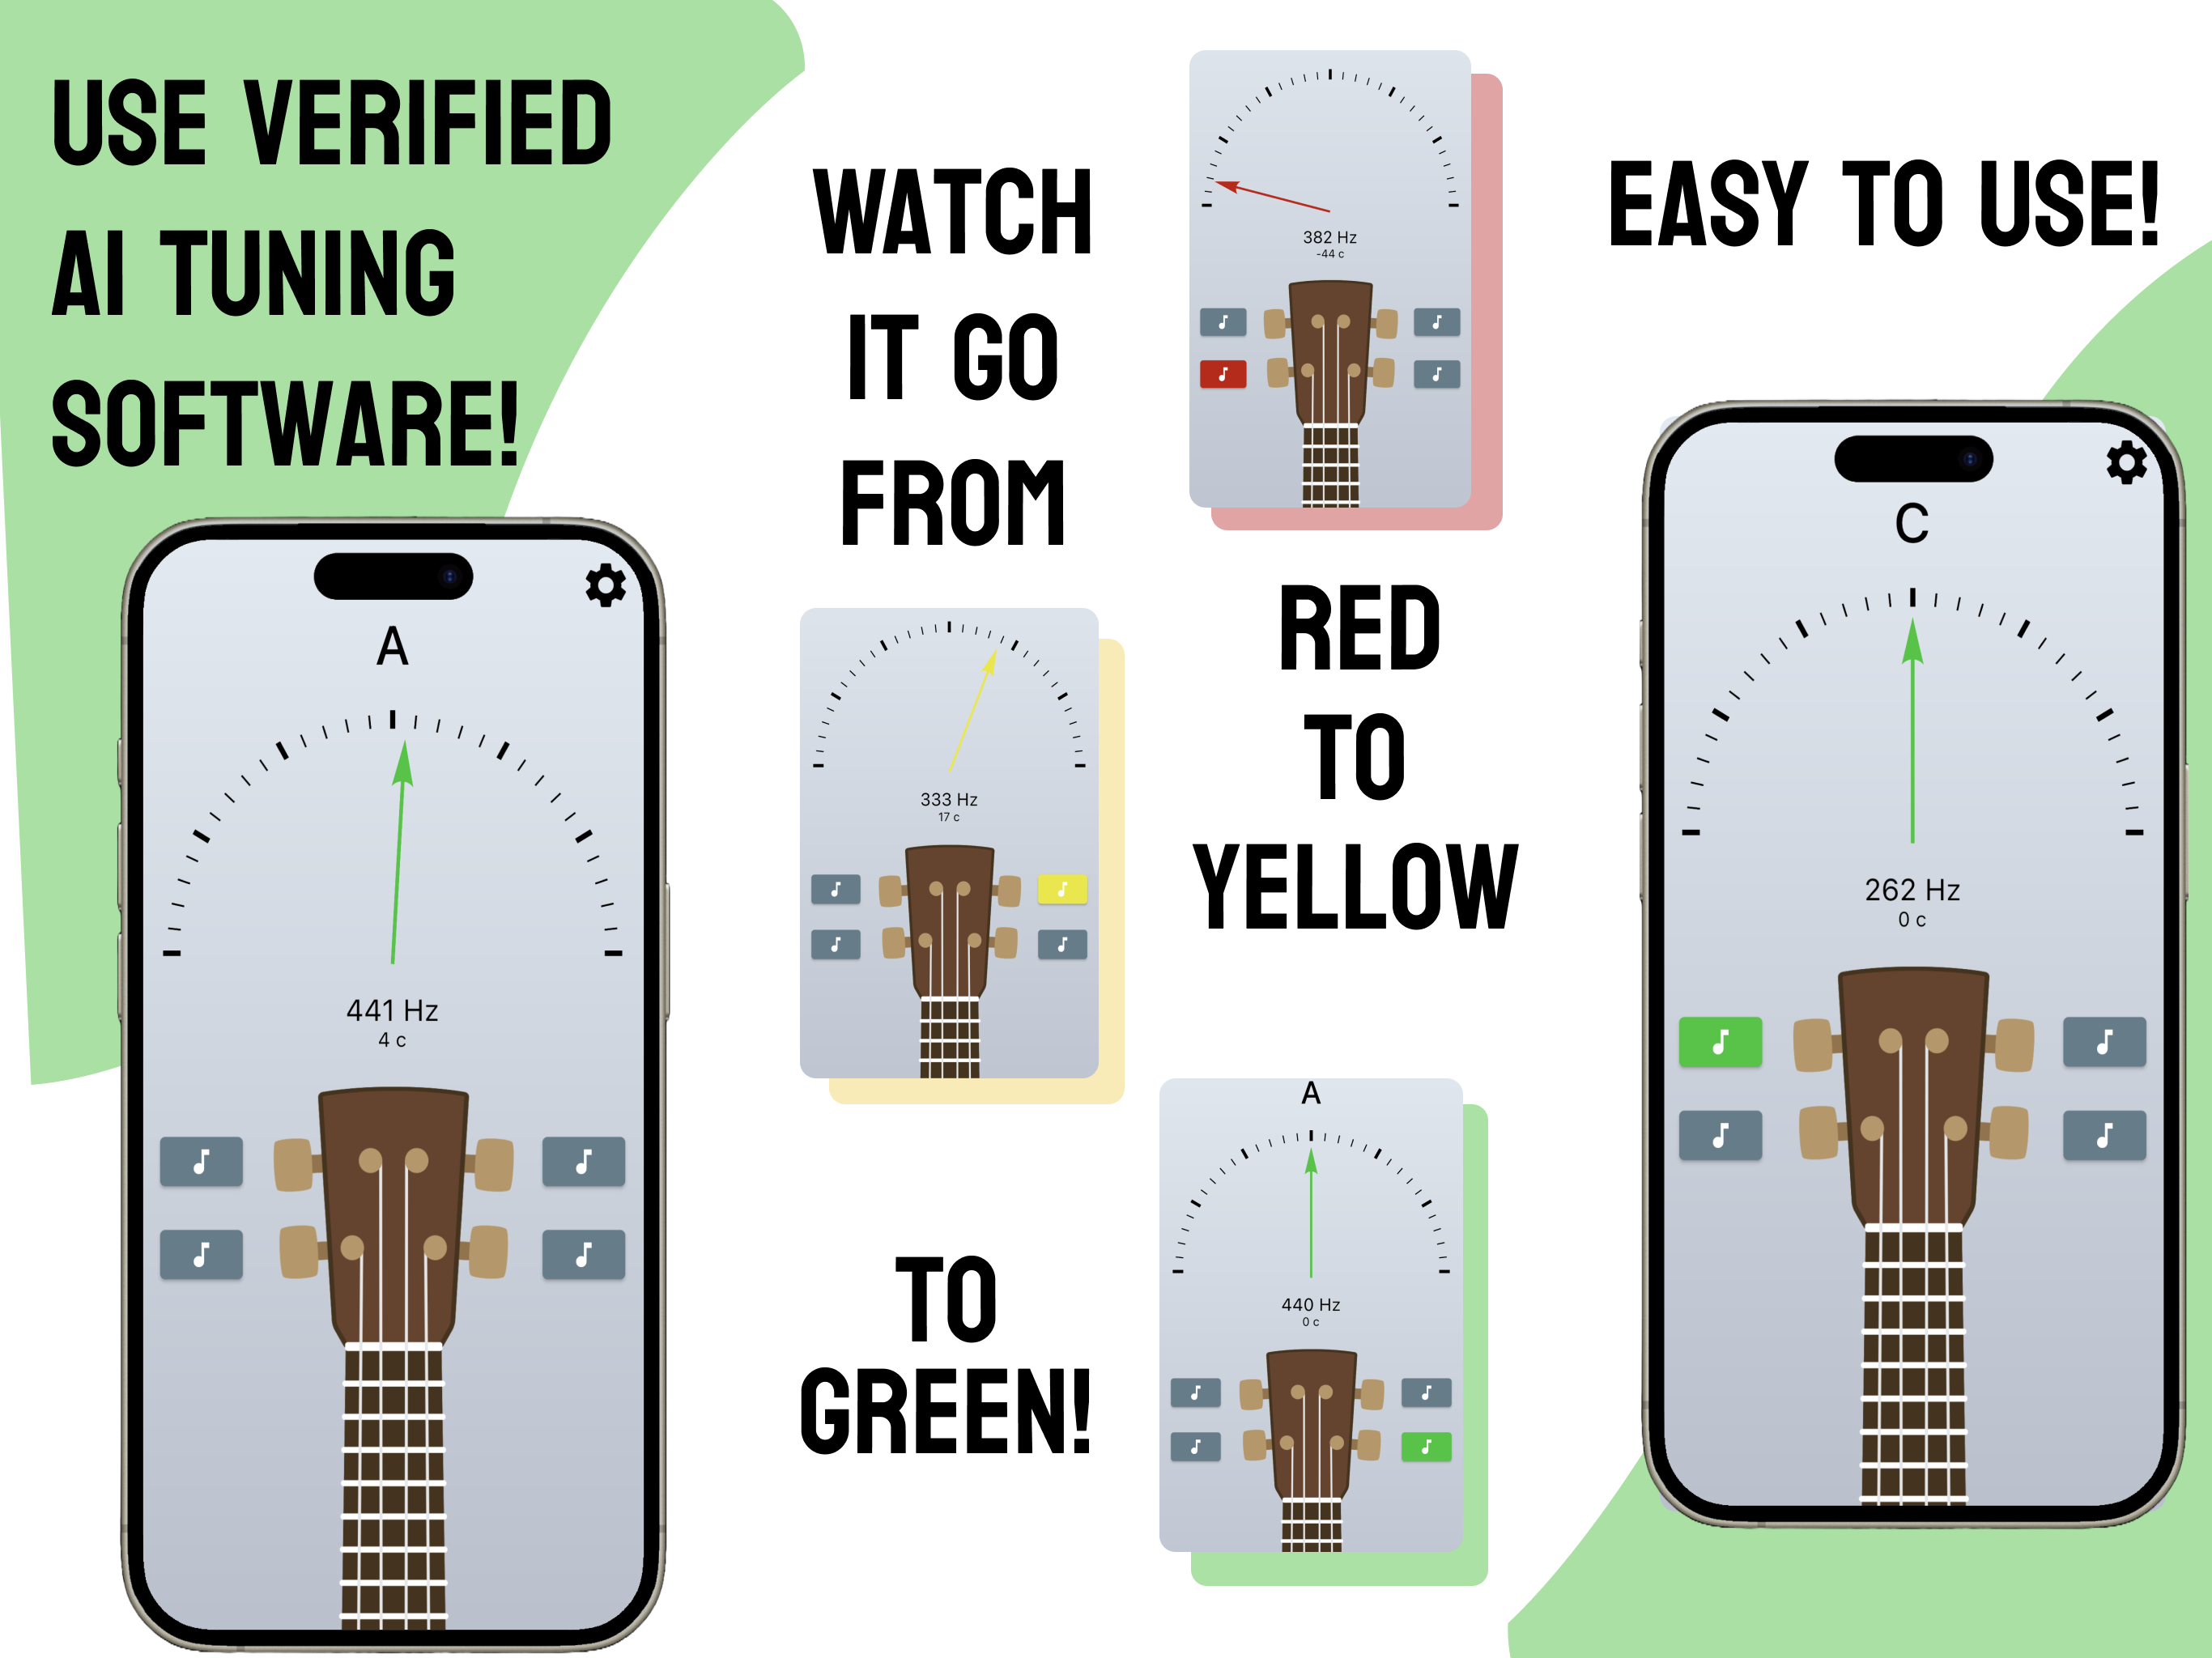 USE VERIFIED
AI TUNING
SOFTWARE!
A
441 Hz
4 c
WATCH
IT GO
FROM
382 Hz
-44 c
RED
TO
YELLOW
333 Hz
17 c
TO
GREEN!
A
440 Hz
0 c
EASY TO USE!
C
262 Hz
0 c